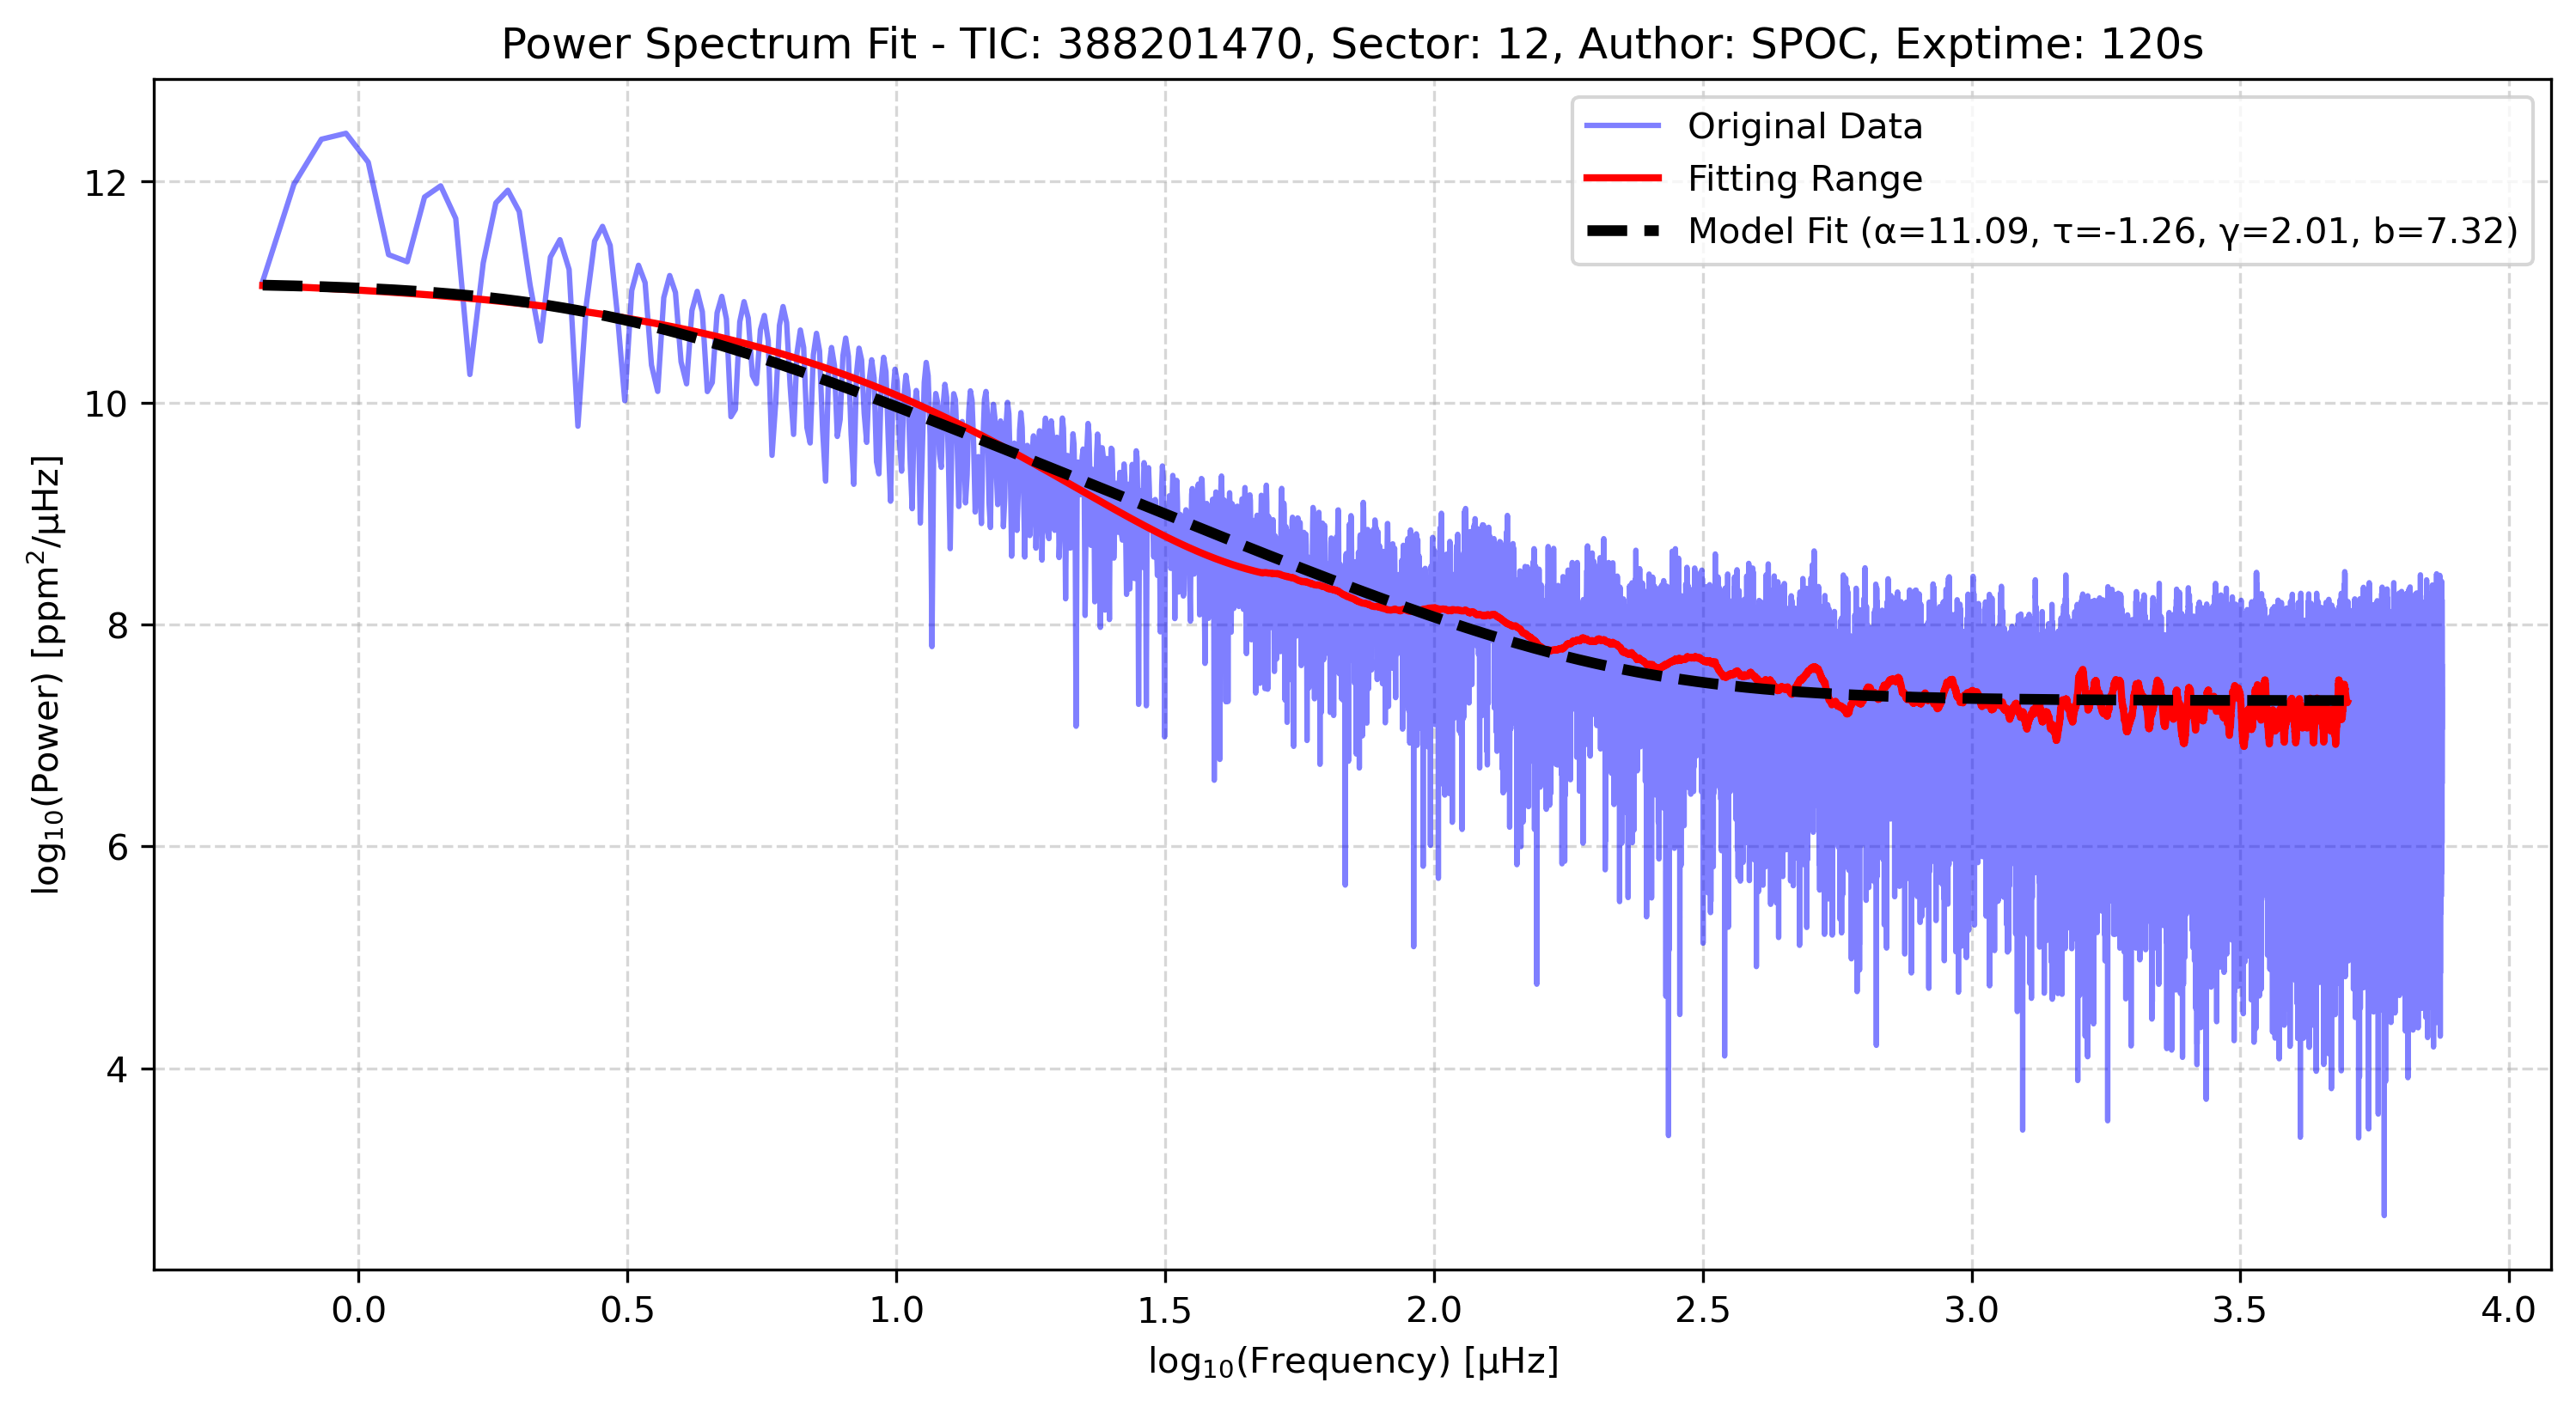 Power Spectrum Fit - TIC: 388201470, Sector: 12, Author: SPOC, Exptime: 120s
Original Data
Fitting Range
Model Fit (α=11.09, τ=-1.26, γ=2.01, b=7.32)
log₁₀(Power) [ppm²/µHz]
12
10
8
6
4
0.0 0.5 1.0 1.5 2.0 2.5 3.0 3.5 4.0
log₁₀(Frequency) [µHz]